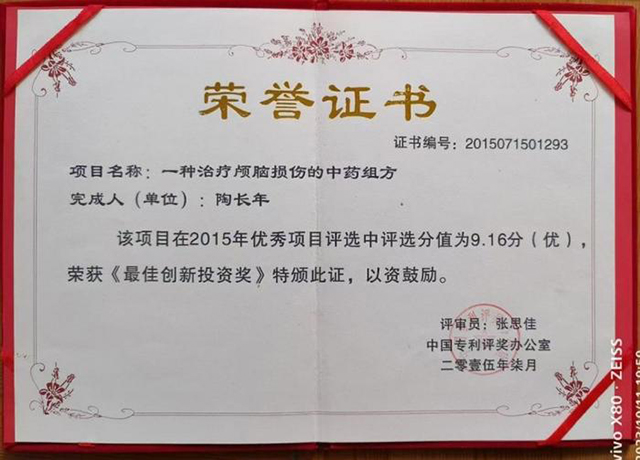 荣誉证书
证书编号：2015071501293
项目名称：一种治疗颅脑损伤的中药组方
完成人（单位）：陶长年
该项目在2015年优秀项目评选中评选分值为9.16分（优），
荣获《最佳创新投资奖》特颁此证，以资鼓励。
评审员：张思佳
中国专利评奖办公室
二零壹伍年柒月
vivo X80 · ZEISS